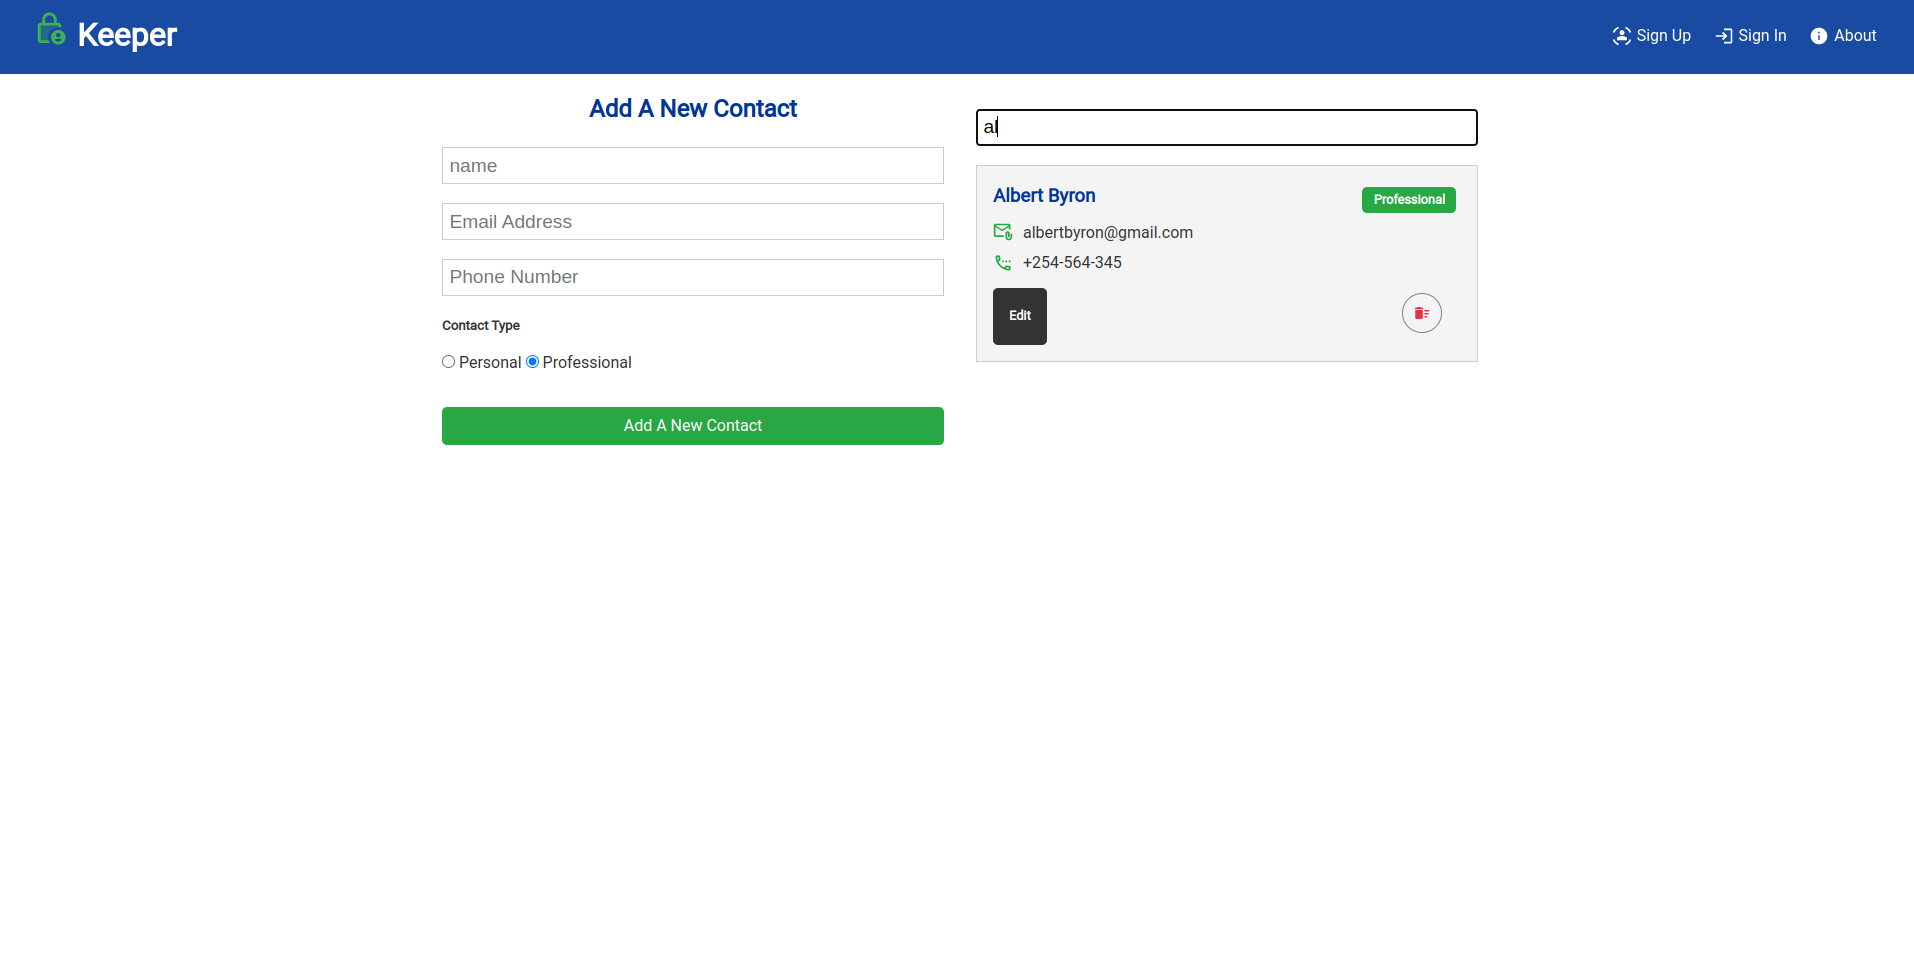 Keeper
Sign Up
Sign In
About
Add A New Contact
name
Email Address
Phone Number
Contact Type
Personal
Professional
Add A New Contact
al
Albert Byron
Professional
albertbyron@gmail.com
+254-564-345
Edit